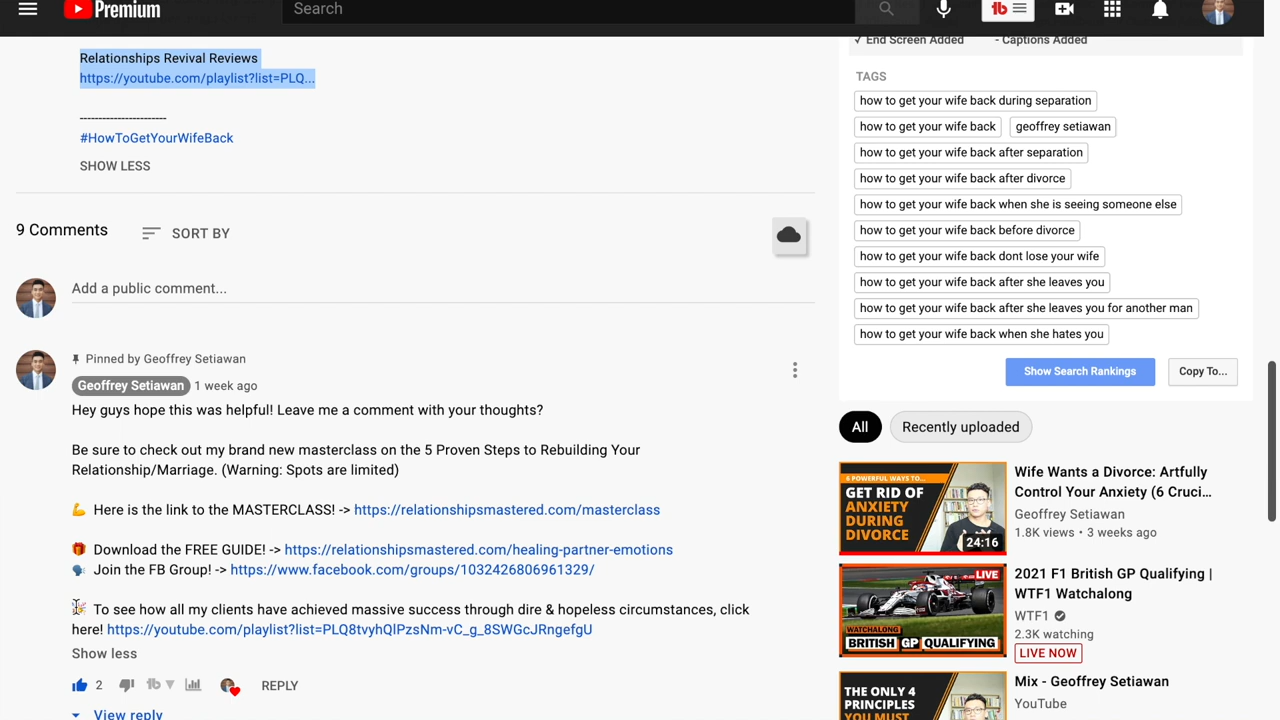 Premium
Search
Relationships Revival Reviews
https://youtube.com/playlist?list=PLQ...
-----------------------
#HowToGetYourWifeBack
SHOW LESS
9 Comments
SORT BY
Add a public comment...
Pinned by Geoffrey Setiawan
Geoffrey Setiawan 1 week ago
Hey guys hope this was helpful! Leave me a comment with your thoughts?
Be sure to check out my brand new masterclass on the 5 Proven Steps to Rebuilding Your
Relationship/Marriage. (Warning: Spots are limited)
💪 Here is the link to the MASTERCLASS! -> https://relationshipsmastered.com/masterclass
🎁 Download the FREE GUIDE! -> https://relationshipsmastered.com/healing-partner-emotions
🗣 Join the FB Group! -> https://www.facebook.com/groups/1032426806961329/
🎉 To see how all my clients have achieved massive success through dire & hopeless circumstances, click
here! https://youtube.com/playlist?list=PLQ8tvyhQlPzsNm-vC_g_8SWGcJRngefgU
Show less
2
tb
REPLY
View reply
tb
✓ End Screen Added - Captions Added
TAGS
how to get your wife back during separation
how to get your wife back geoffrey setiawan
how to get your wife back after separation
how to get your wife back after divorce
how to get your wife back when she is seeing someone else
how to get your wife back before divorce
how to get your wife back dont lose your wife
how to get your wife back after she leaves you
how to get your wife back after she leaves you for another man
how to get your wife back when she hates you
Show Search Rankings
Copy To...
All
Recently uploaded
6 POWERFUL WAYS TO...
GET RID OF
ANXIETY
DURING
DIVORCE
24:16
Wife Wants a Divorce: Artfully
Control Your Anxiety (6 Cruci...
Geoffrey Setiawan
1.8K views • 3 weeks ago
LIVE
WATCHALONG
BRITISH GP QUALIFYING
2021 F1 British GP Qualifying |
WTF1 Watchalong
WTF1
2.3K watching
LIVE NOW
THE ONLY 4
PRINCIPLES
YOU MUST
Mix - Geoffrey Setiawan
YouTube